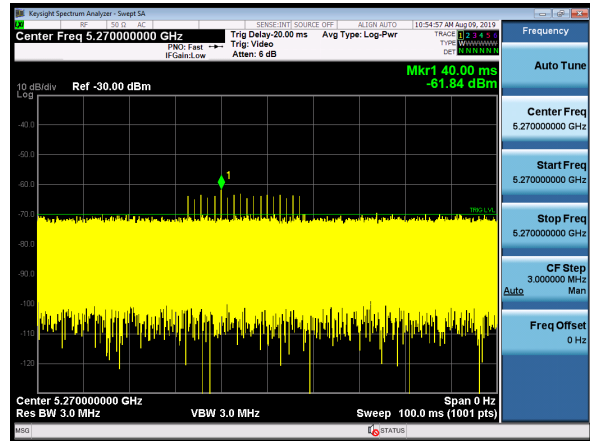 Keysight Spectrum Analyzer - Swept SA
RF 50 Ω AC SENSE:INT SOURCE OFF ALIGN AUTO 10:54:57 AM Aug 09, 2019
Center Freq 5.270000000 GHz
PNO: Fast
IFGain:Low
Trig Delay-20.00 ms
Trig: Video
Atten: 6 dB
Avg Type: Log-Pwr
TRACE 1 2 3 4 5 6
TYPE WWWWWW
DET NNNNNN
Frequency
Mkr1 40.00 ms
-61.84 dBm
10 dB/div
Log
Ref -30.00 dBm
-40.0
-50.0
-60.0
-70.0
-80.0
-90.0
-100
-110
-120
1
TRIG LVL
Center 5.270000000 GHz
Span 0 Hz
Res BW 3.0 MHz
VBW 3.0 MHz
Sweep 100.0 ms (1001 pts)
Auto Tune
Center Freq
5.270000000 GHz
Start Freq
5.270000000 GHz
Stop Freq
5.270000000 GHz
CF Step
3.000000 MHz
Auto Man
Freq Offset
0 Hz
MSG
STATUS